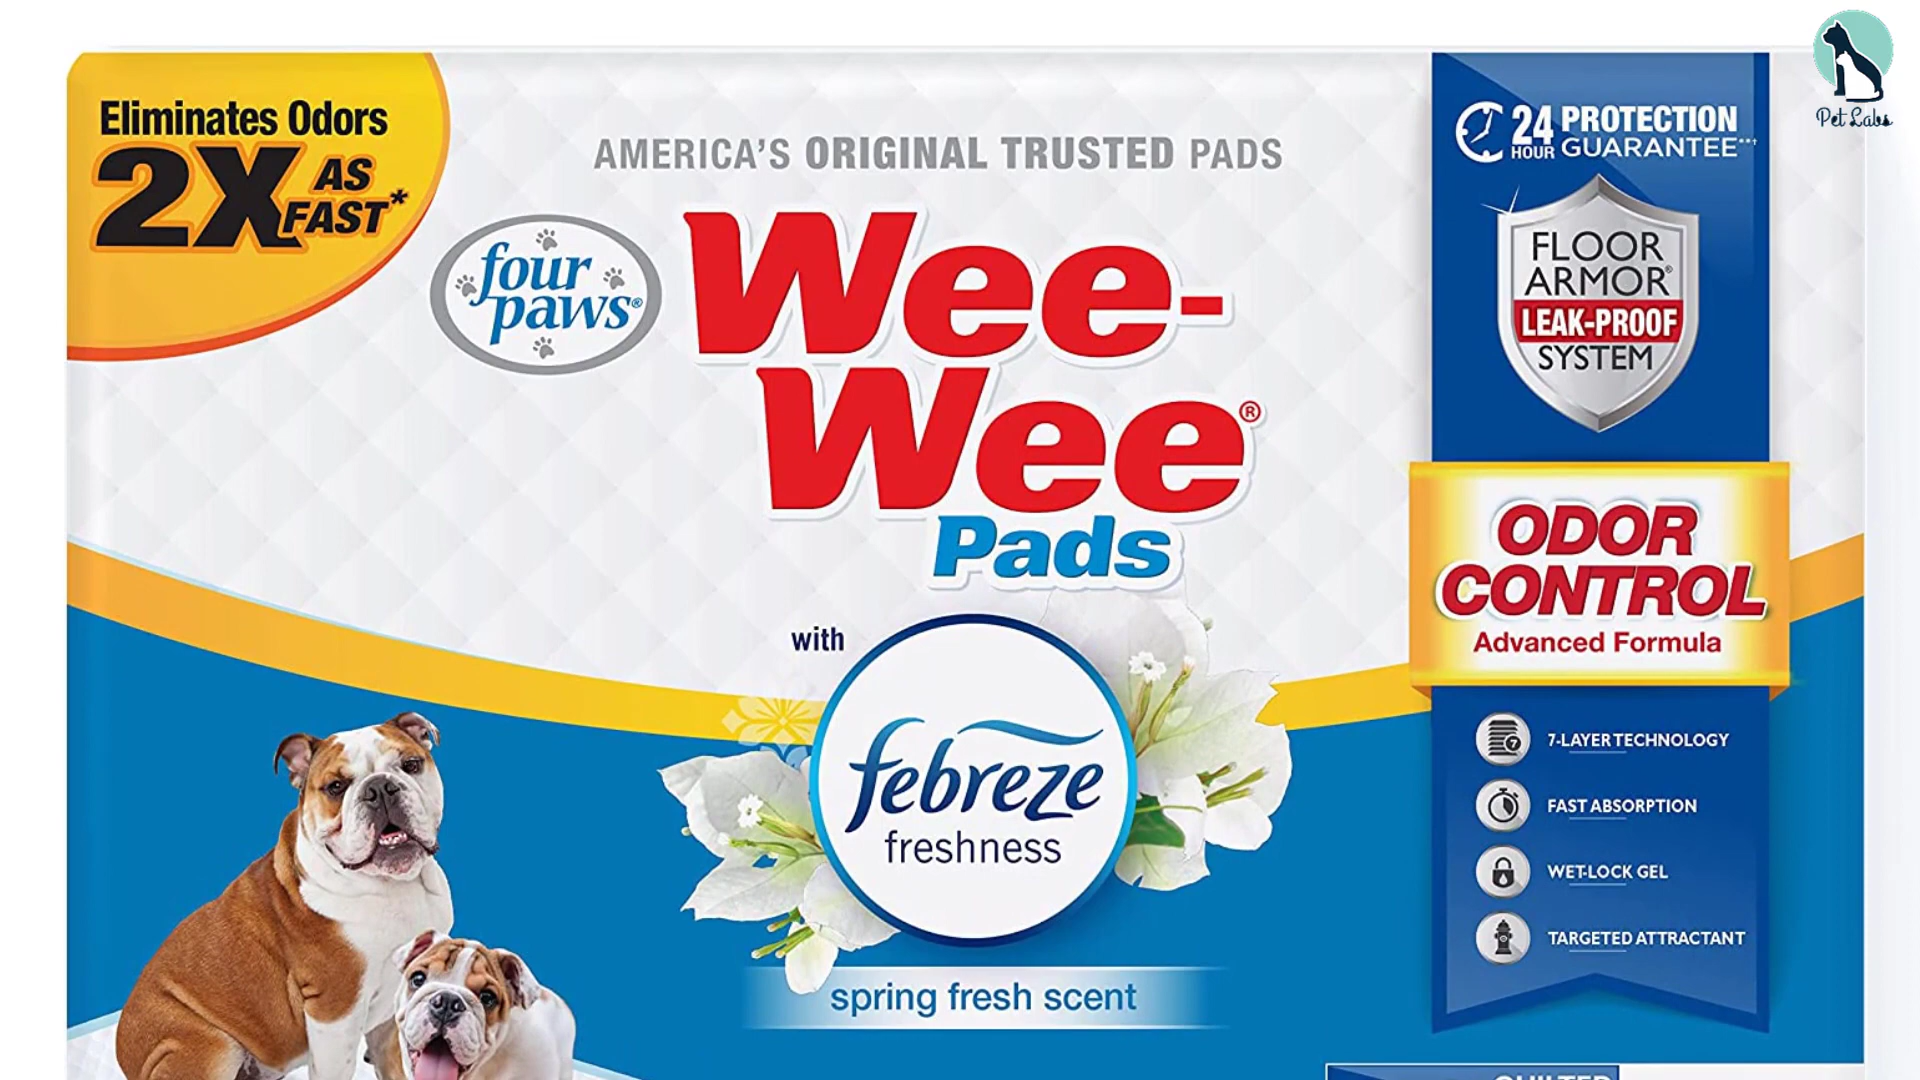 Eliminates Odors
2X AS FAST*
AMERICA'S ORIGINAL TRUSTED PADS
four paws®
Wee-
Wee®
Pads
with
febreze
freshness
spring fresh scent
24 HOUR PROTECTION GUARANTEE**†
FLOOR
ARMOR®
LEAK-PROOF
SYSTEM
ODOR
CONTROL
Advanced Formula
7-LAYER TECHNOLOGY
FAST ABSORPTION
WET-LOCK GEL
TARGETED ATTRACTANT
Pet Labs